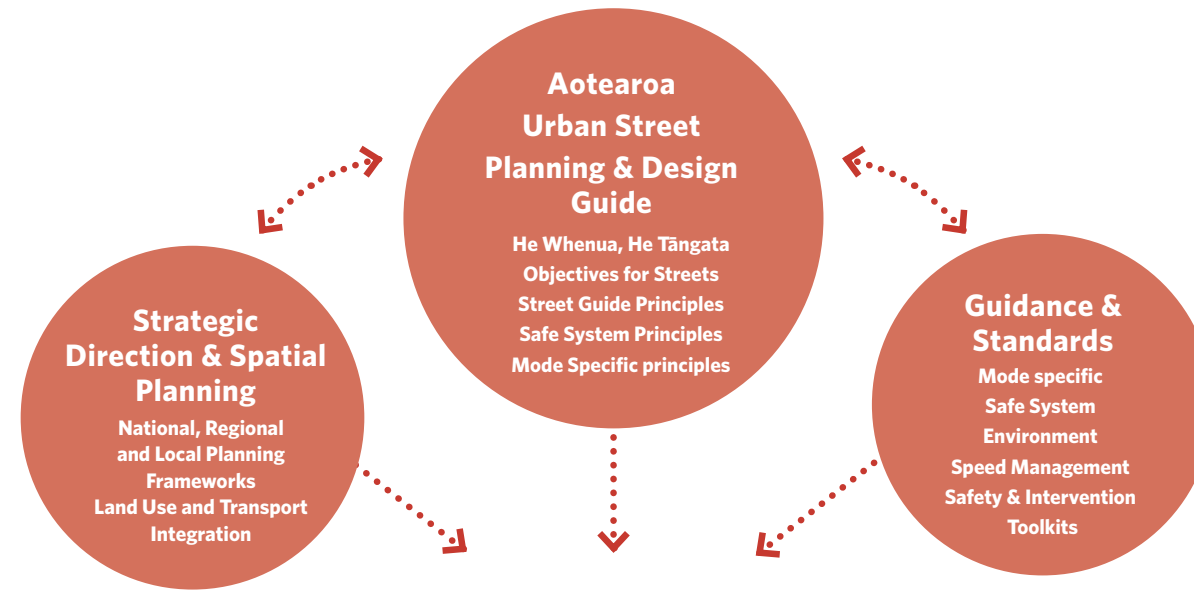 Aotearoa
Urban Street
Planning & Design
Guide
He Whenua, He Tāngata
Objectives for Streets
Street Guide Principles
Safe System Principles
Mode Specific principles
Strategic
Direction & Spatial
Planning
National, Regional
and Local Planning
Frameworks
Land Use and Transport
Integration
Guidance &
Standards
Mode specific
Safe System
Environment
Speed Management
Safety & Intervention
Toolkits